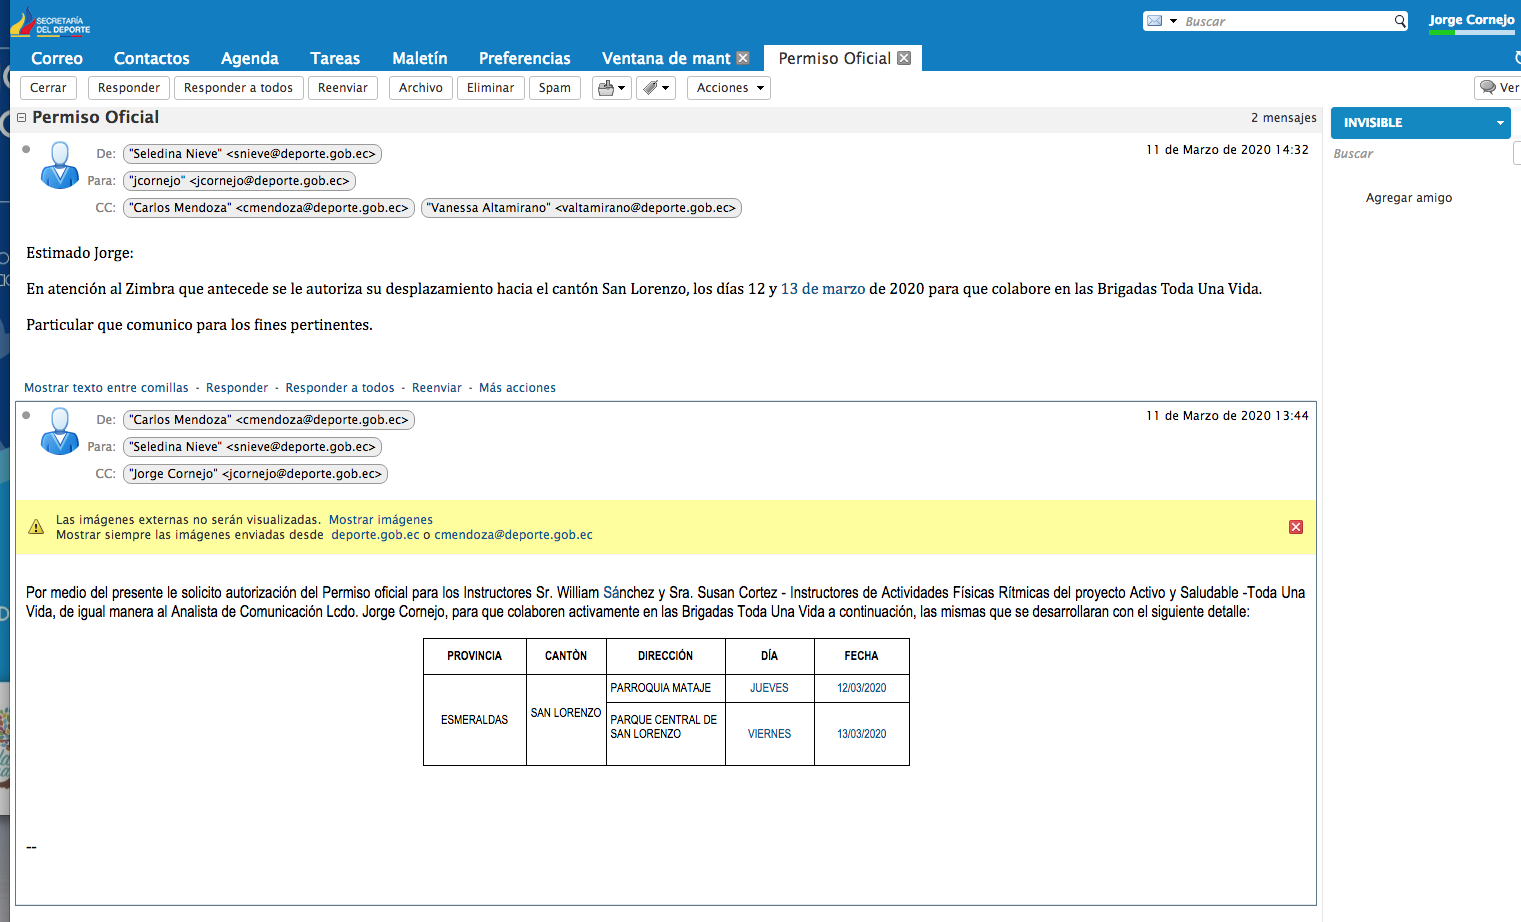 SECRETARÍA
DEL DEPORTE
Buscar
Jorge Cornejo
Correo Contactos Agenda Tareas Maletín Preferencias Ventana de mant Permiso Oficial
Cerrar Responder Responder a todos Reenviar Archivo Eliminar Spam Acciones Ver
Permiso Oficial 2 mensajes
INVISIBLE
Buscar
Agregar amigo
De: "Seledina Nieve" <snieve@deporte.gob.ec> 11 de Marzo de 2020 14:32
Para: "jcornejo" <jcornejo@deporte.gob.ec>
CC: "Carlos Mendoza" <cmendoza@deporte.gob.ec> "Vanessa Altamirano" <valtamirano@deporte.gob.ec>
Estimado Jorge:
En atención al Zimbra que antecede se le autoriza su desplazamiento hacia el cantón San Lorenzo, los días 12 y 13 de marzo de 2020 para que colabore en las Brigadas Toda Una Vida.
Particular que comunico para los fines pertinentes.
Mostrar texto entre comillas - Responder - Responder a todos - Reenviar - Más acciones
De: "Carlos Mendoza" <cmendoza@deporte.gob.ec> 11 de Marzo de 2020 13:44
Para: "Seledina Nieve" <snieve@deporte.gob.ec>
CC: "Jorge Cornejo" <jcornejo@deporte.gob.ec>
Las imágenes externas no serán visualizadas. Mostrar imágenes
Mostrar siempre las imágenes enviadas desde deporte.gob.ec o cmendoza@deporte.gob.ec
Por medio del presente le solicito autorización del Permiso oficial para los Instructores Sr. William Sánchez y Sra. Susan Cortez - Instructores de Actividades Físicas Rítmicas del proyecto Activo y Saludable -Toda Una
Vida, de igual manera al Analista de Comunicación Lcdo. Jorge Cornejo, para que colaboren activamente en las Brigadas Toda Una Vida a continuación, las mismas que se desarrollaran con el siguiente detalle:
PROVINCIA CANTÒN DIRECCIÓN DÍA FECHA
ESMERALDAS SAN LORENZO PARROQUIA MATAJE JUEVES 12/03/2020
PARQUE CENTRAL DE
SAN LORENZO VIERNES 13/03/2020
--